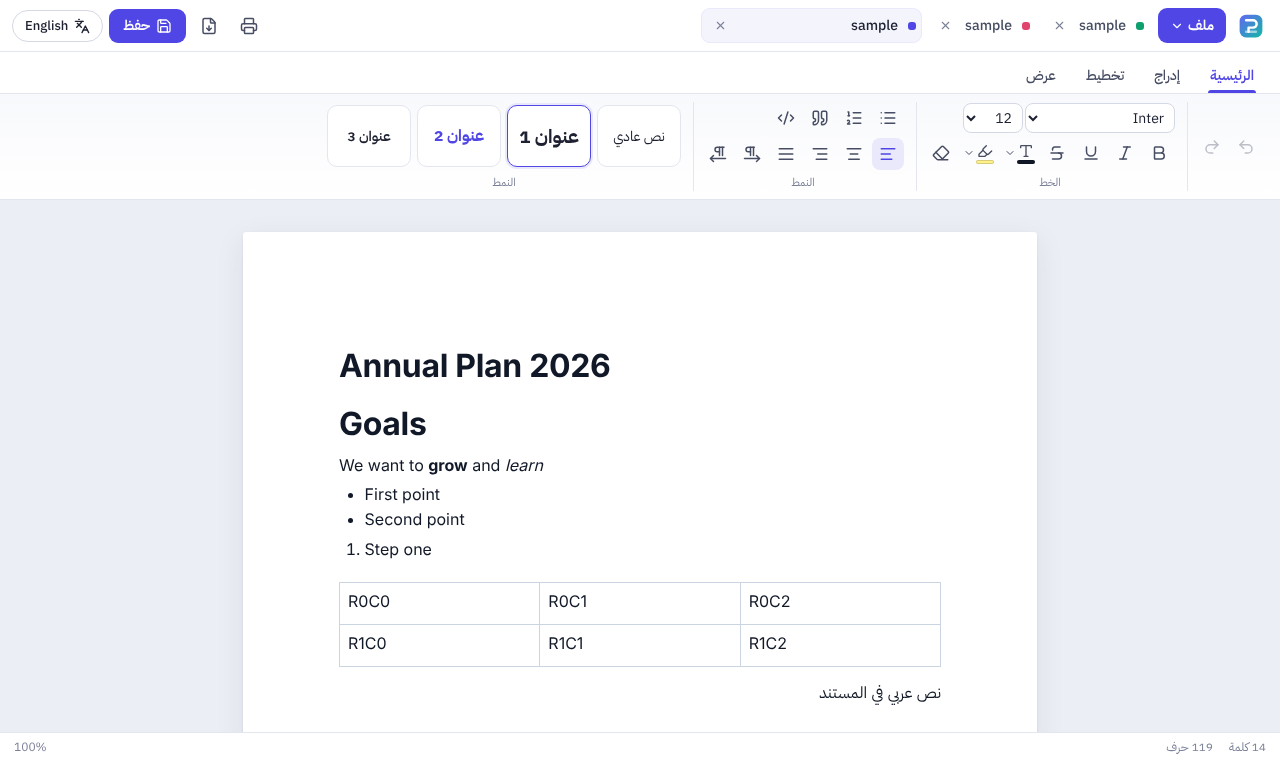 ملف
sample
sample
sample
حفظ
English
الرئيسية
إدراج
تخطيط
عرض
Inter
12
الخط
النمط
نص عادي
عنوان 1
عنوان 2
عنوان 3
النمط
Annual Plan 2026
Goals
We want to grow and learn
• First point
• Second point
1. Step one
R0C0 R0C1 R0C2
R1C0 R1C1 R1C2
نص عربي في المستند
14 كلمة
119 حرف
100%